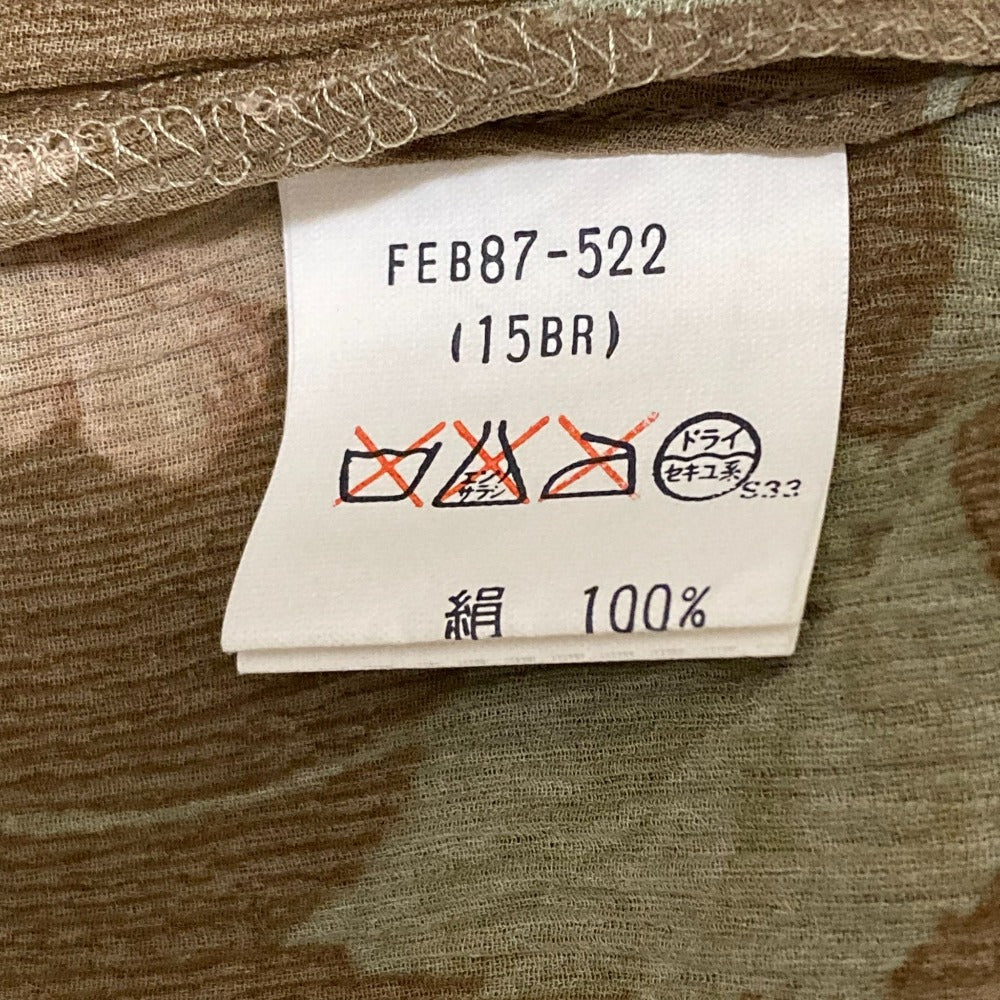 FEB87-522
(15BR)
エンソ
サラシ
ドライ
セキユ系
S33
絹 100%